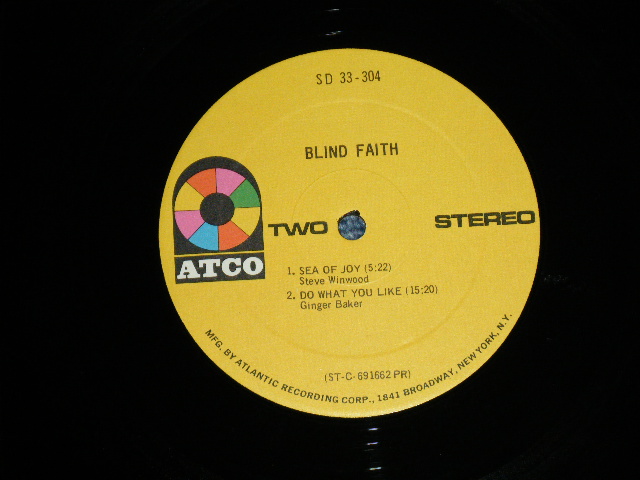 SD 33-304
BLIND FAITH
ATCO
TWO
STEREO
1. SEA OF JOY (5:22)
Steve Winwood
2. DO WHAT YOU LIKE (15:20)
Ginger Baker
(ST-C-691662 PR)
MFG. BY ATLANTIC RECORDING CORP., 1841 BROADWAY, NEW YORK, N.Y.